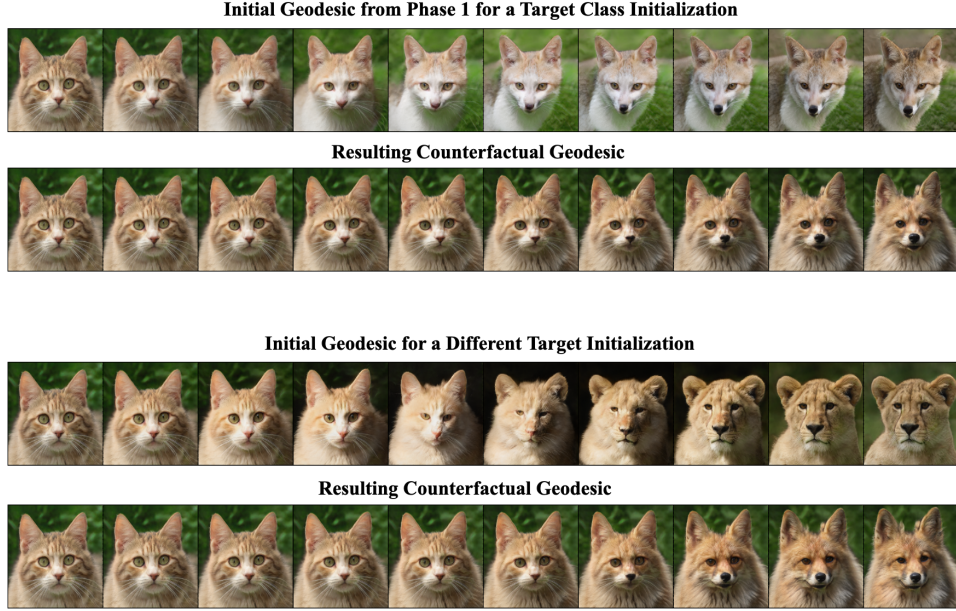 Initial Geodesic from Phase 1 for a Target Class Initialization
Resulting Counterfactual Geodesic
Initial Geodesic for a Different Target Initialization
Resulting Counterfactual Geodesic